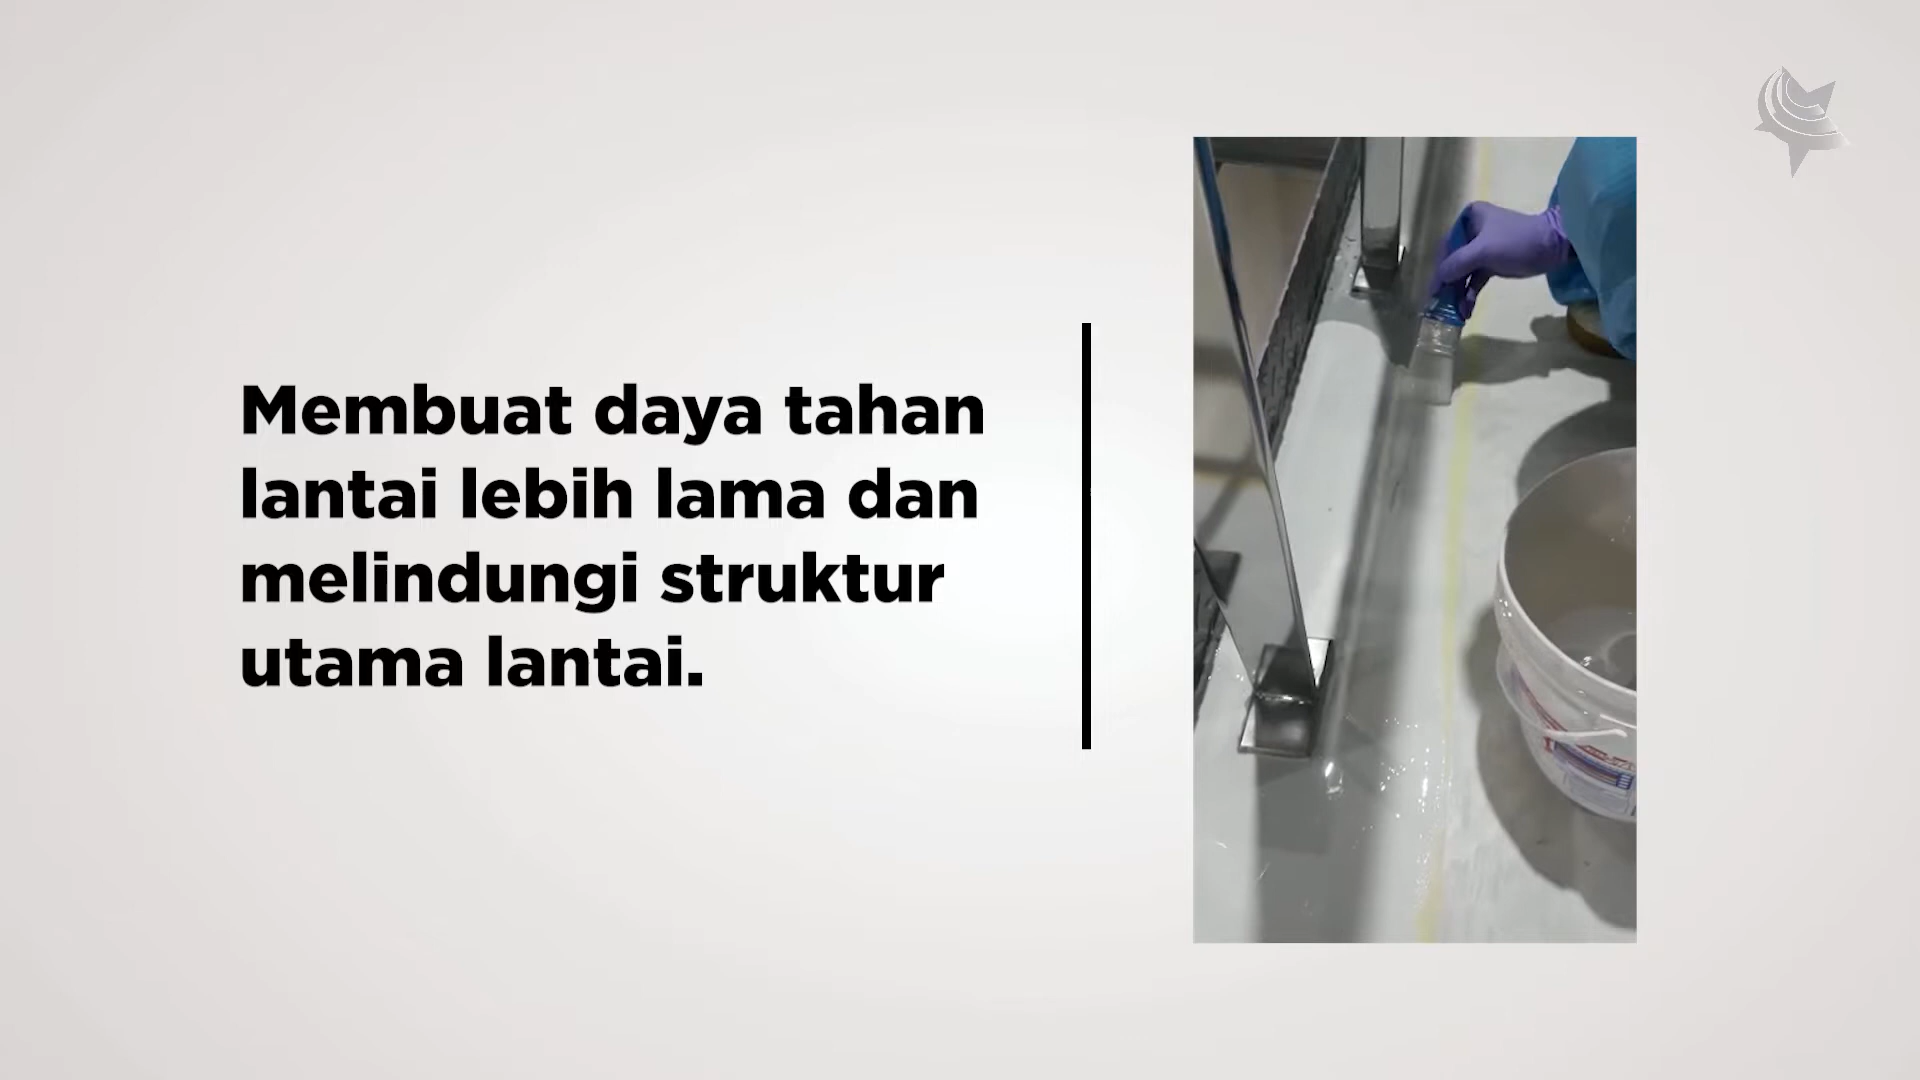 Membuat daya tahan
lantai lebih lama dan
melindungi struktur
utama lantai.